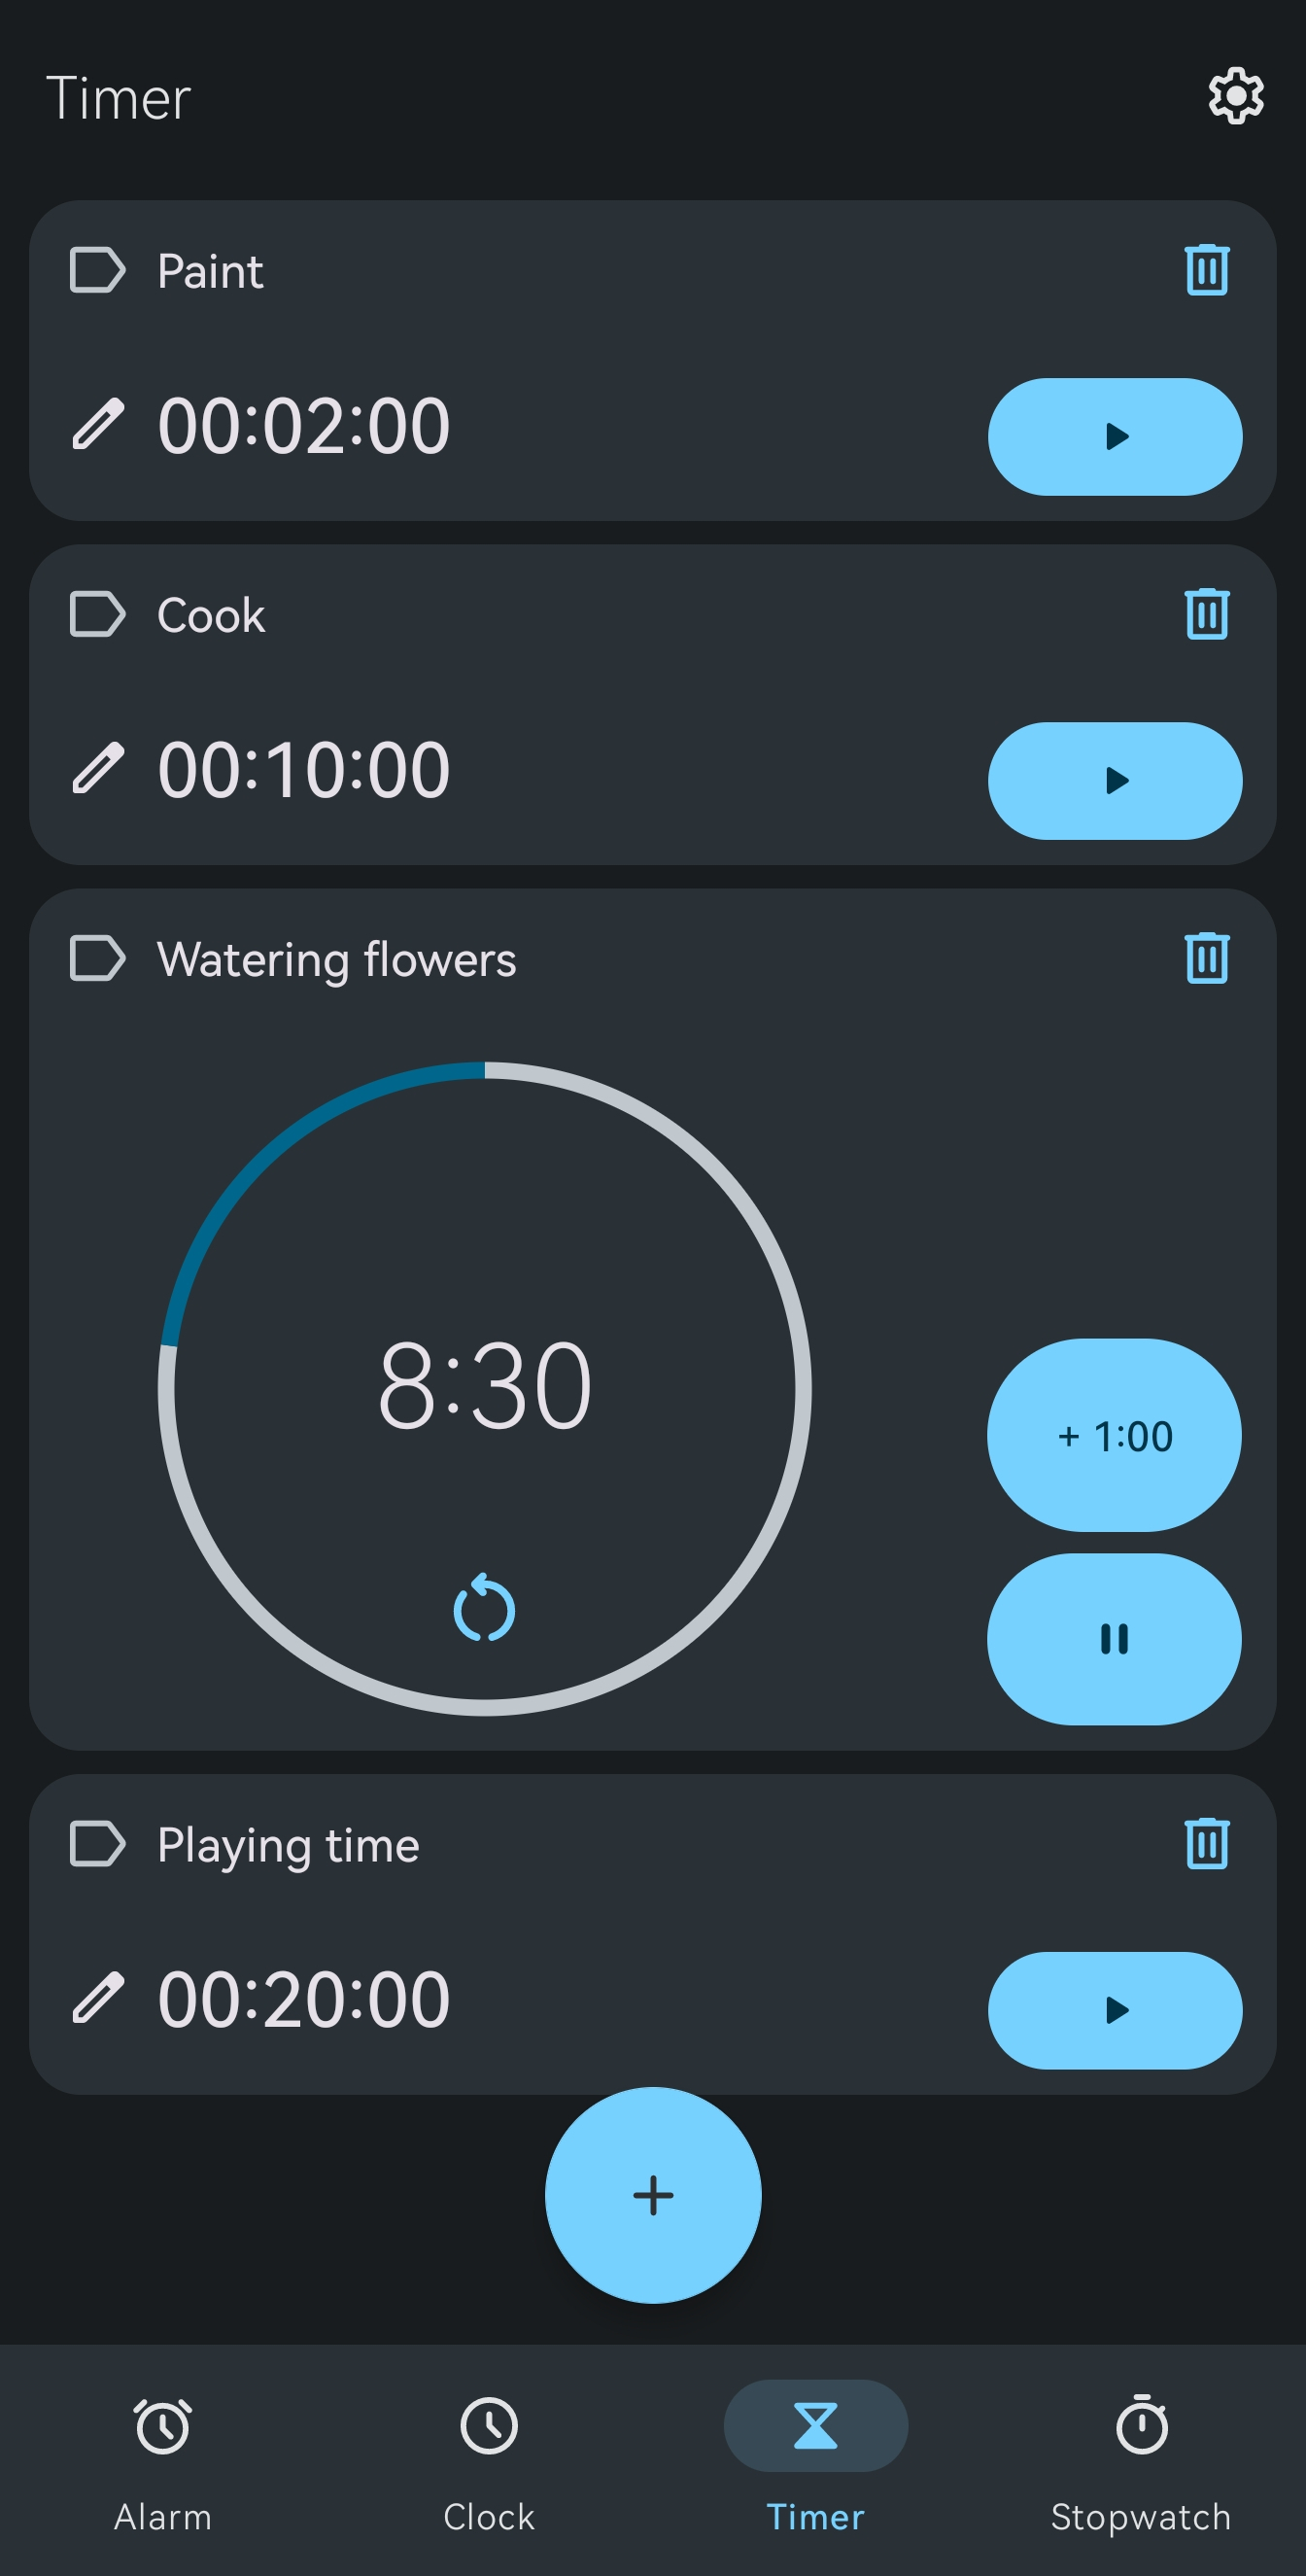 Timer
Paint
00:02:00
Cook
00:10:00
Watering flowers
8:30
+ 1:00
Playing time
00:20:00
Alarm
Clock
Timer
Stopwatch